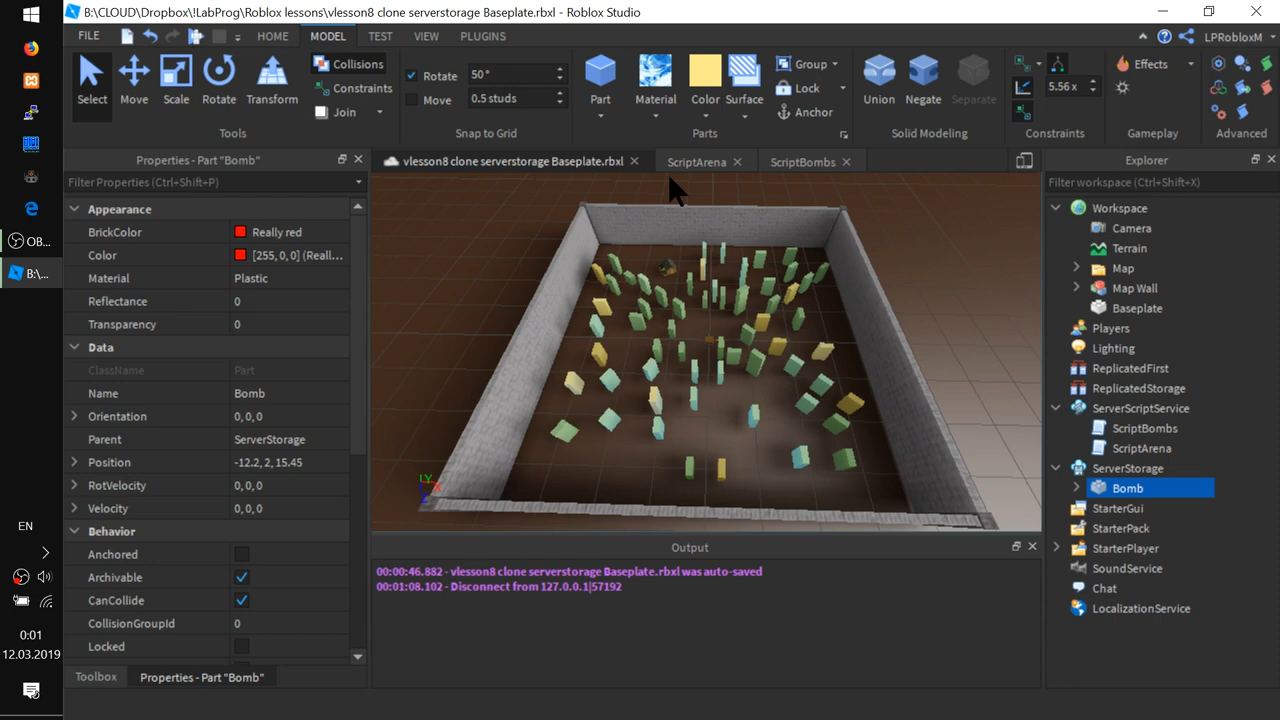 B:\CLOUD\Dropbox\!LabProg\Roblox lessons\vlesson8 clone serverstorage Baseplate.rbxl - Roblox Studio
FILE HOME MODEL TEST VIEW PLUGINS LPRobloxM
Select Move Scale Rotate Transform
Collisions
Constraints
Join
Tools
Rotate 50°
Move 0.5 studs
Snap to Grid
Part Material Color Surface
Group
Lock
Anchor
Parts
Union Negate Separate
Solid Modeling
5.56 x
Constraints
Effects
Gameplay
Advanced
Properties - Part "Bomb"
Filter Properties (Ctrl+Shift+P)
Appearance
BrickColor Really red
Color [255, 0, 0] (Reall...
Material Plastic
Reflectance 0
Transparency 0
Data
ClassName Part
Name Bomb
Orientation 0, 0, 0
Parent ServerStorage
Position -12.2, 2, 15.45
RotVelocity 0, 0, 0
Velocity 0, 0, 0
Behavior
Anchored
Archivable
CanCollide
CollisionGroupId 0
Locked
Toolbox Properties - Part "Bomb"
vlesson8 clone serverstorage Baseplate.rbxl ScriptArena ScriptBombs
Y
X
Z
Output
00:00:46.882 - vlesson8 clone serverstorage Baseplate.rbxl was auto-saved
00:01:08.102 - Disconnect from 127.0.0.1|57192
Explorer
Filter workspace (Ctrl+Shift+X)
Workspace
Camera
Terrain
Map
Map Wall
Baseplate
Players
Lighting
ReplicatedFirst
ReplicatedStorage
ServerScriptService
ScriptBombs
ScriptArena
ServerStorage
Bomb
StarterGui
StarterPack
StarterPlayer
SoundService
Chat
LocalizationService
OB...
B:\...
EN
0:01
12.03.2019